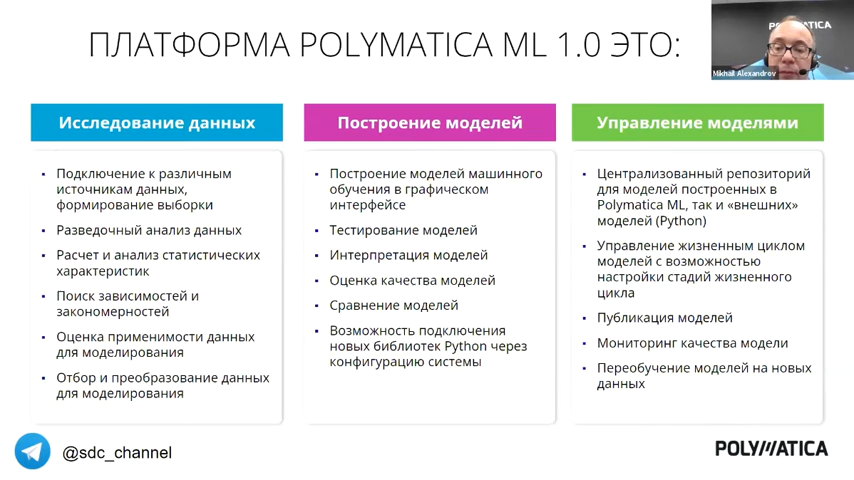 ПЛАТФОРМА POLYMATICA ML 1.0 ЭТО:
POLYMATICA
Mikhail Alexandrov
Исследование данных
▪ Подключение к различным
источникам данных,
формирование выборки
▪ Разведочный анализ данных
▪ Расчет и анализ статистических
характеристик
▪ Поиск зависимостей и
закономерностей
▪ Оценка применимости данных
для моделирования
▪ Отбор и преобразование данных
для моделирования
Построение моделей
▪ Построение моделей машинного
обучения в графическом
интерфейсе
▪ Тестирование моделей
▪ Интерпретация моделей
▪ Оценка качества моделей
▪ Сравнение моделей
▪ Возможность подключения
новых библиотек Python через
конфигурацию системы
Управление моделями
▪ Централизованный репозиторий
для моделей построенных в
Polymatica ML, так и «внешних»
моделей (Python)
▪ Управление жизненным циклом
моделей с возможностью
настройки стадий жизненного
цикла
▪ Публикация моделей
▪ Мониторинг качества модели
▪ Переобучение моделей на новых
данных
@sdc_channel
POLYMATICA